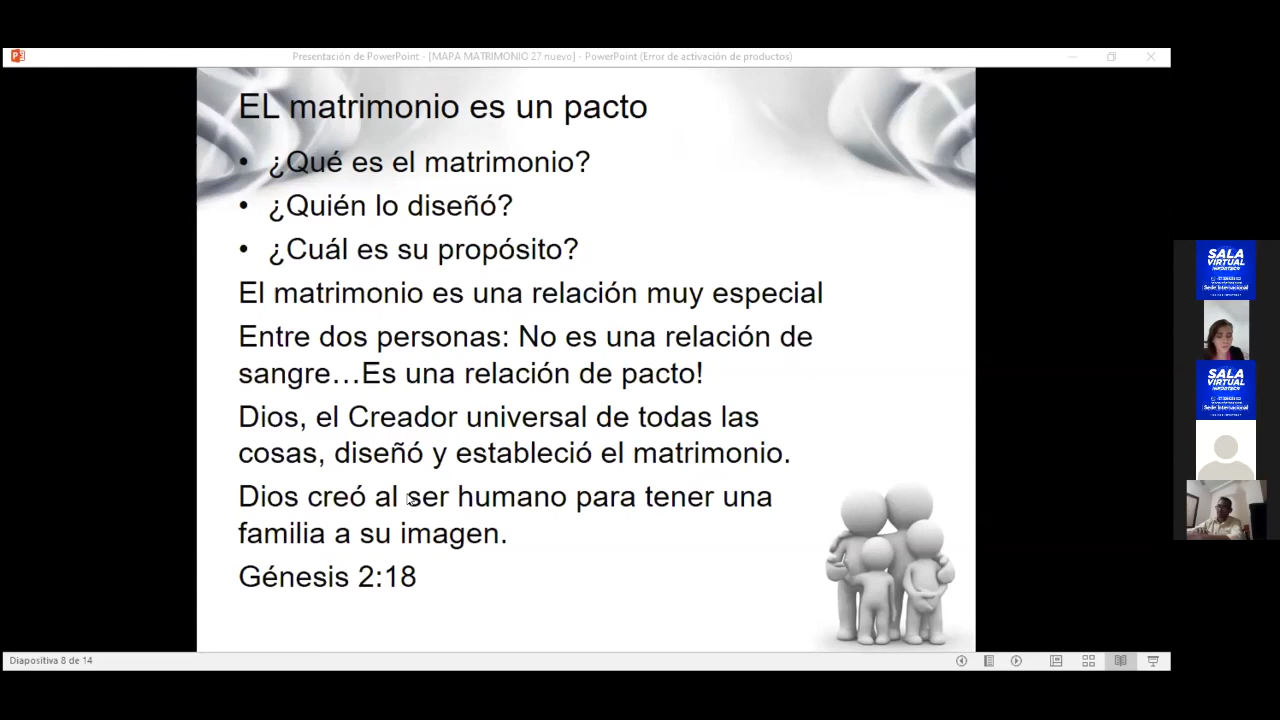 Presentación de PowerPoint - [MAPA MATRIMONIO 27 nuevo] - PowerPoint (Error de activación de productos)
EL matrimonio es un pacto
• ¿Qué es el matrimonio?
• ¿Quién lo diseñó?
• ¿Cuál es su propósito?
El matrimonio es una relación muy especial
Entre dos personas: No es una relación de
sangre…Es una relación de pacto!
Dios, el Creador universal de todas las
cosas, diseñó y estableció el matrimonio.
Dios creó al ser humano para tener una
familia a su imagen.
Génesis 2:18
Diapositiva 8 de 14
SALA
VIRTUAL
Sede Internacional
SALA
VIRTUAL
Sede Internacional